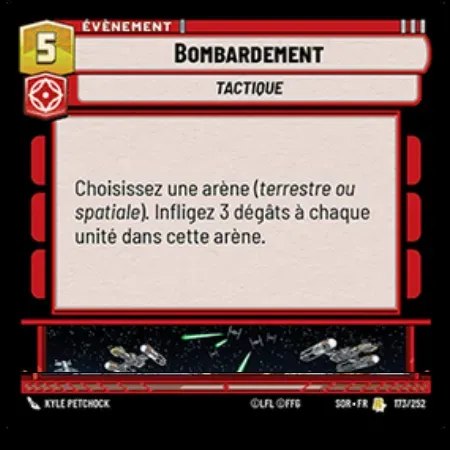 ÉVÈNEMENT
5
BOMBARDEMENT
TACTIQUE
Choisissez une arène (terrestre ou
spatiale). Infligez 3 dégâts à chaque
unité dans cette arène.
KYLE PETCHOCK ©LFL ©FFG SOR • FR 173/252